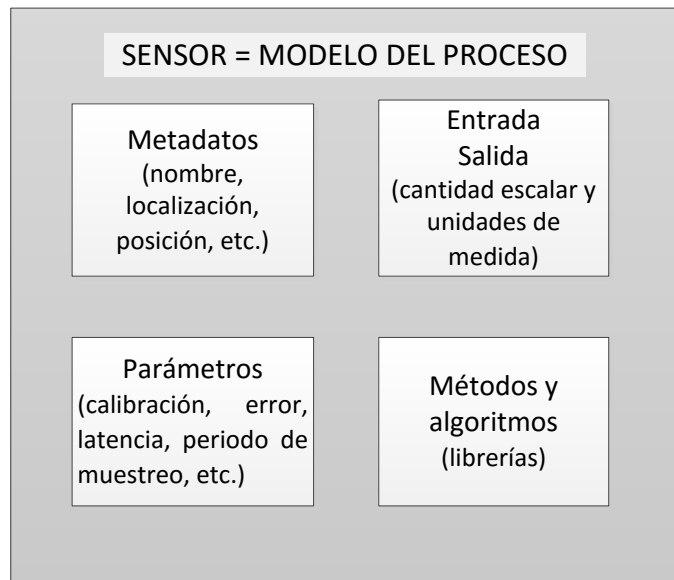 SENSOR = MODELO DEL PROCESO
Metadatos
(nombre,
localización,
posición, etc.)
Entrada
Salida
(cantidad escalar y
unidades de
medida)
Parámetros
(calibración, error,
latencia, periodo de
muestreo, etc.)
Métodos y
algoritmos
(librerías)